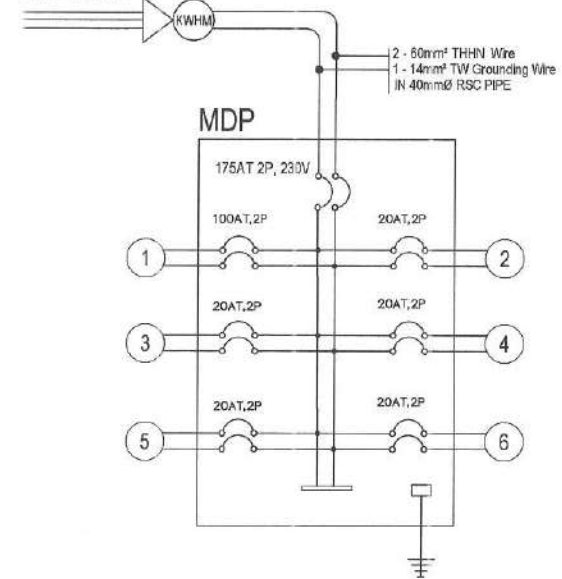 KWHM
2 - 60mm² THHN Wire
1 - 14mm² TW Grounding Wire
IN 40mmØ RSC PIPE
MDP
175AT 2P, 230V
100AT,2P
20AT,2P
1
2
20AT,2P
20AT,2P
3
4
20AT,2P
20AT,2P
5
6